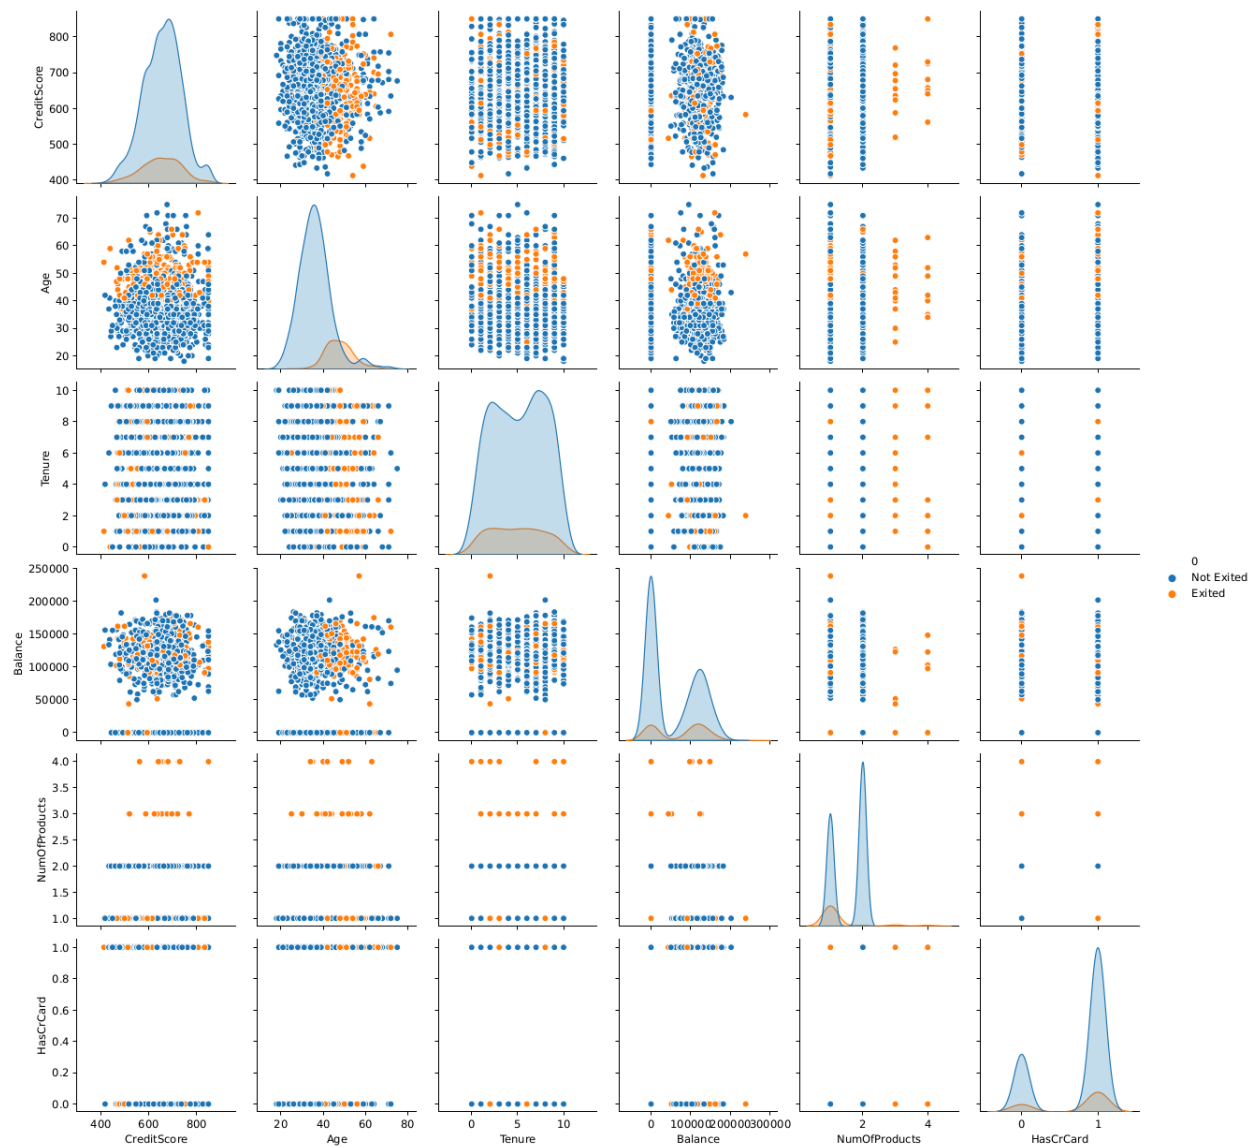 800
700
600
500
400
CreditScore
70
60
50
40
30
20
Age
10
8
6
4
2
0
Tenure
0
Not Exited
Exited
250000
200000
150000
100000
50000
0
Balance
4.0
3.5
3.0
2.5
2.0
1.5
1.0
NumOfProducts
1.0
0.8
0.6
0.4
0.2
0.0
HasCrCard
400 600 800
CreditScore
20 40 60 80
Age
0 5 10
Tenure
0 100000 200000 300000
Balance
2 4
NumOfProducts
0 1
HasCrCard